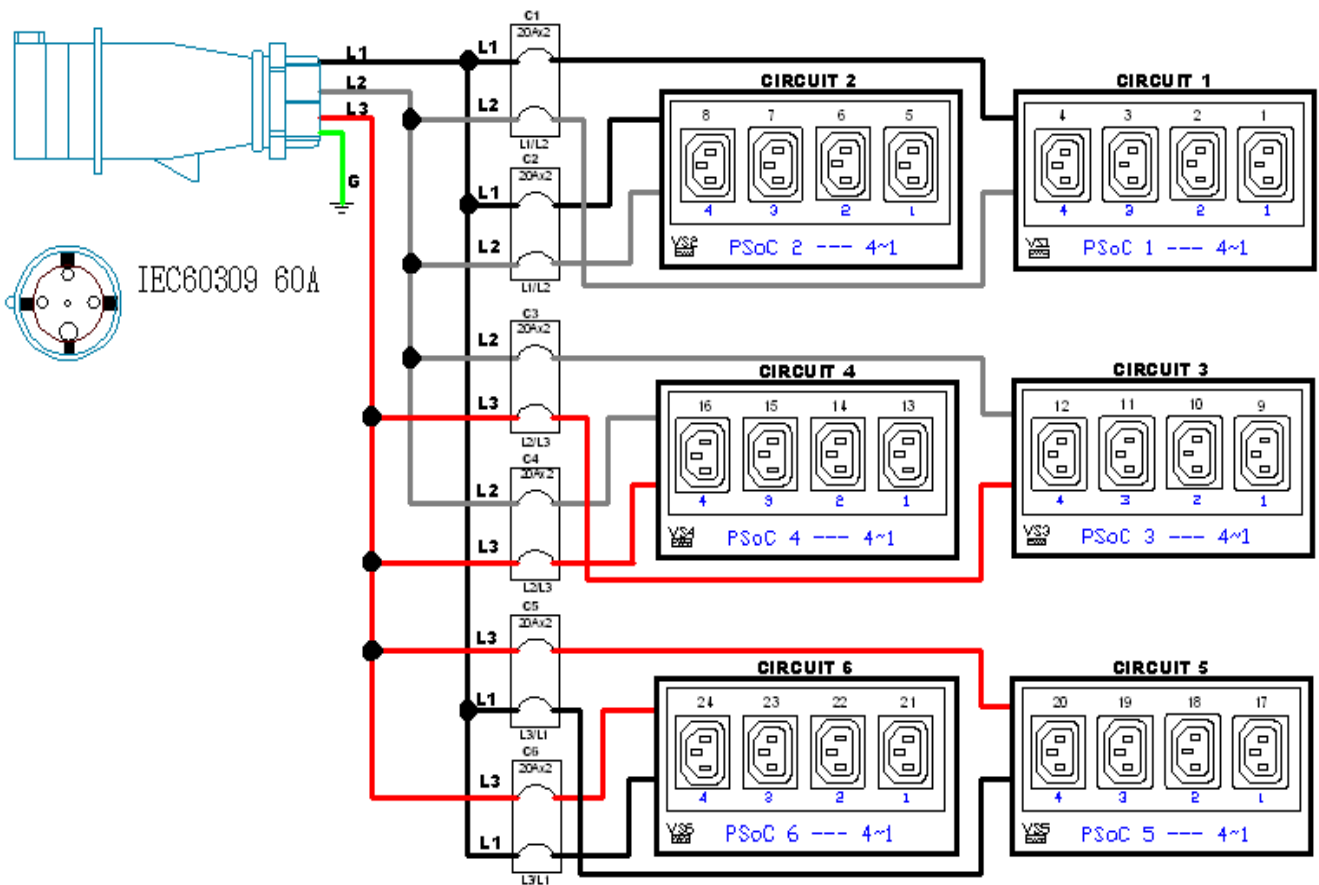 C1
20Ax2
L1
L1
L2
L2
L3
L1/L2
G
IEC60309 60A
C2
20Ax2
L1
L2
L1/L2
CIRCUIT 2
8 7 6 5
4 3 2 1
VS2 PSoC 2 --- 4~1
CIRCUIT 1
4 3 2 1
4 3 2 1
VS1 PSoC 1 --- 4~1
C3
20Ax2
L2
L3
L2/L3
C4
20Ax2
L2
L3
L2/L3
CIRCUIT 4
16 15 14 13
4 3 2 1
VS4 PSoC 4 --- 4~1
CIRCUIT 3
12 11 10 9
4 3 2 1
VS3 PSoC 3 --- 4~1
C5
20Ax2
L3
L1
L3/L1
C6
20Ax2
L3
L1
L3/L1
CIRCUIT 6
24 23 22 21
4 3 2 1
VS6 PSoC 6 --- 4~1
CIRCUIT 5
20 19 18 17
4 3 2 1
VS5 PSoC 5 --- 4~1